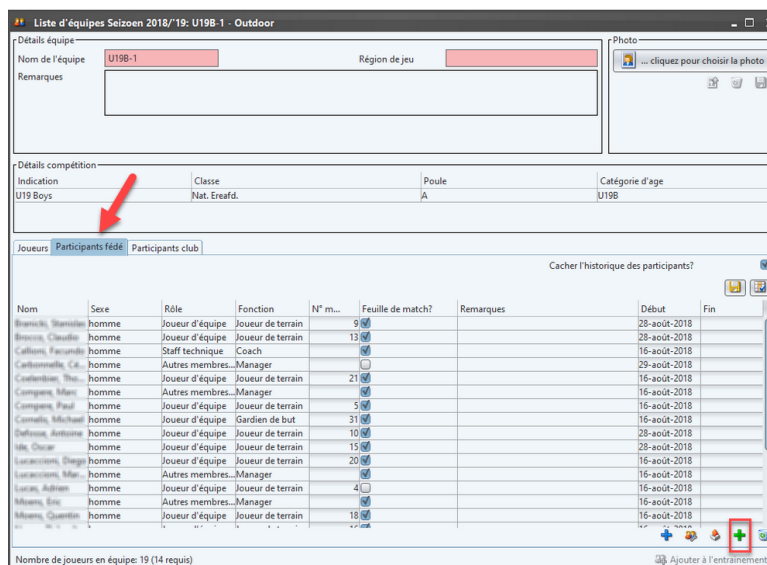 Liste d'équipes Seizoen 2018/'19: U19B-1 - Outdoor
Détails équipe
Photo
Nom de l'équipe U19B-1 Région de jeu
... cliquez pour choisir la photo
Remarques
Détails compétition
Indication Classe Poule Catégorie d'age
U19 Boys Nat. Ereafd. A U19B
Joueurs Participants fédé Participants club
Cacher l'historique des participants?
Nom Sexe Rôle Fonction N° m... Feuille de match? Remarques Début Fin
homme Joueur d'équipe Joueur de terrain 9 28-août-2018
homme Joueur d'équipe Joueur de terrain 13 28-août-2018
homme Staff technique Coach 16-août-2018
homme Autres membres... Manager 29-août-2018
homme Joueur d'équipe Joueur de terrain 21 16-août-2018
homme Autres membres... Manager 16-août-2018
homme Joueur d'équipe Joueur de terrain 5 16-août-2018
homme Joueur d'équipe Gardien de but 31 16-août-2018
homme Joueur d'équipe Joueur de terrain 10 28-août-2018
homme Joueur d'équipe Joueur de terrain 15 28-août-2018
homme Joueur d'équipe Joueur de terrain 20 16-août-2018
homme Autres membres... Manager 16-août-2018
homme Joueur d'équipe Joueur de terrain 4 16-août-2018
homme Autres membres... Manager 16-août-2018
homme Joueur d'équipe Joueur de terrain 18 16-août-2018
Nombre de joueurs en équipe: 19 (14 requis) Ajouter à l'entraînement